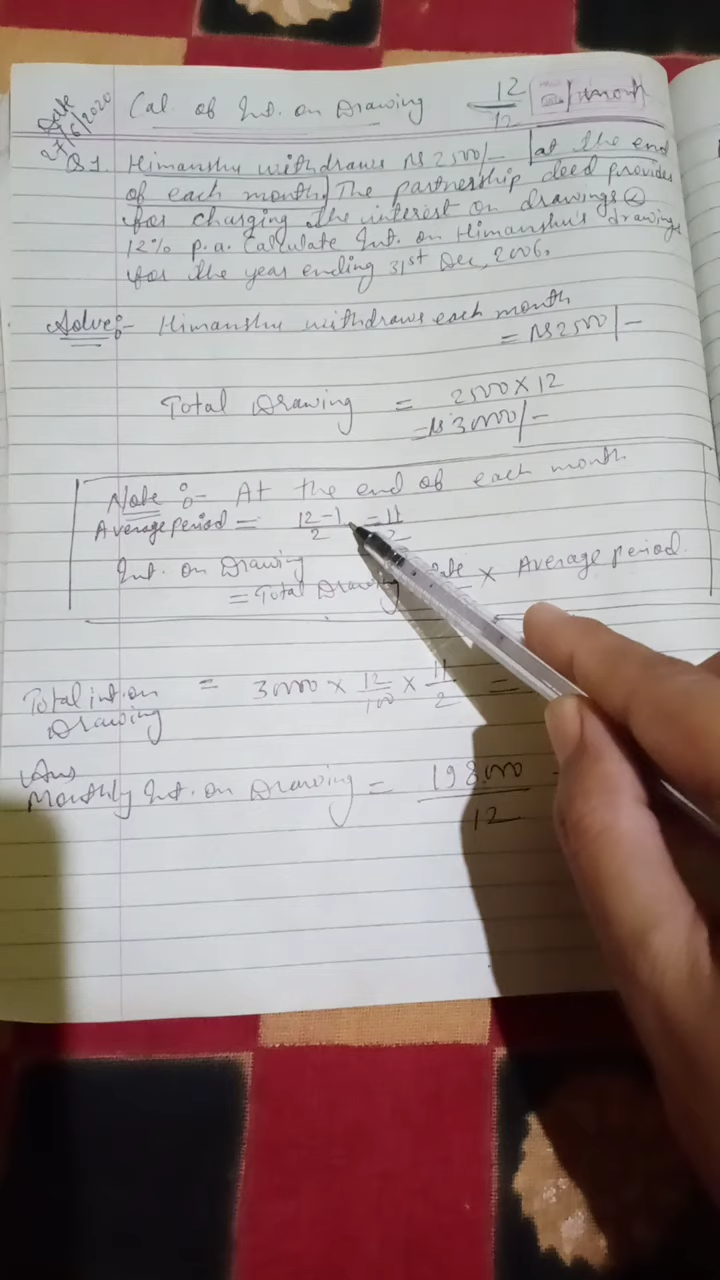 Date
27/6/2020
Cal of Int. on Drawing
12/12
Q1. Himanshu withdraws Rs 2500/- at the end
of each month. The partnership deed provides
for charging the interest on drawings @
12% p.a. Calculate Int. on Himanshu's drawings
for the year ending 31st Dec, 2006.
Solve:- Himanshu withdraws each month
= Rs 2500/-
Total Drawing = 2500 × 12
= Rs 30000/-
Note :- At the end of each month
Average period = 12-1/2 = 11/2
Int. on Drawing
= Total Drawing × Average period.
Total int on = 30000 × 12/100 × 11/2 =
Drawing
Ans
Monthly Int. on Drawing = 198000/12